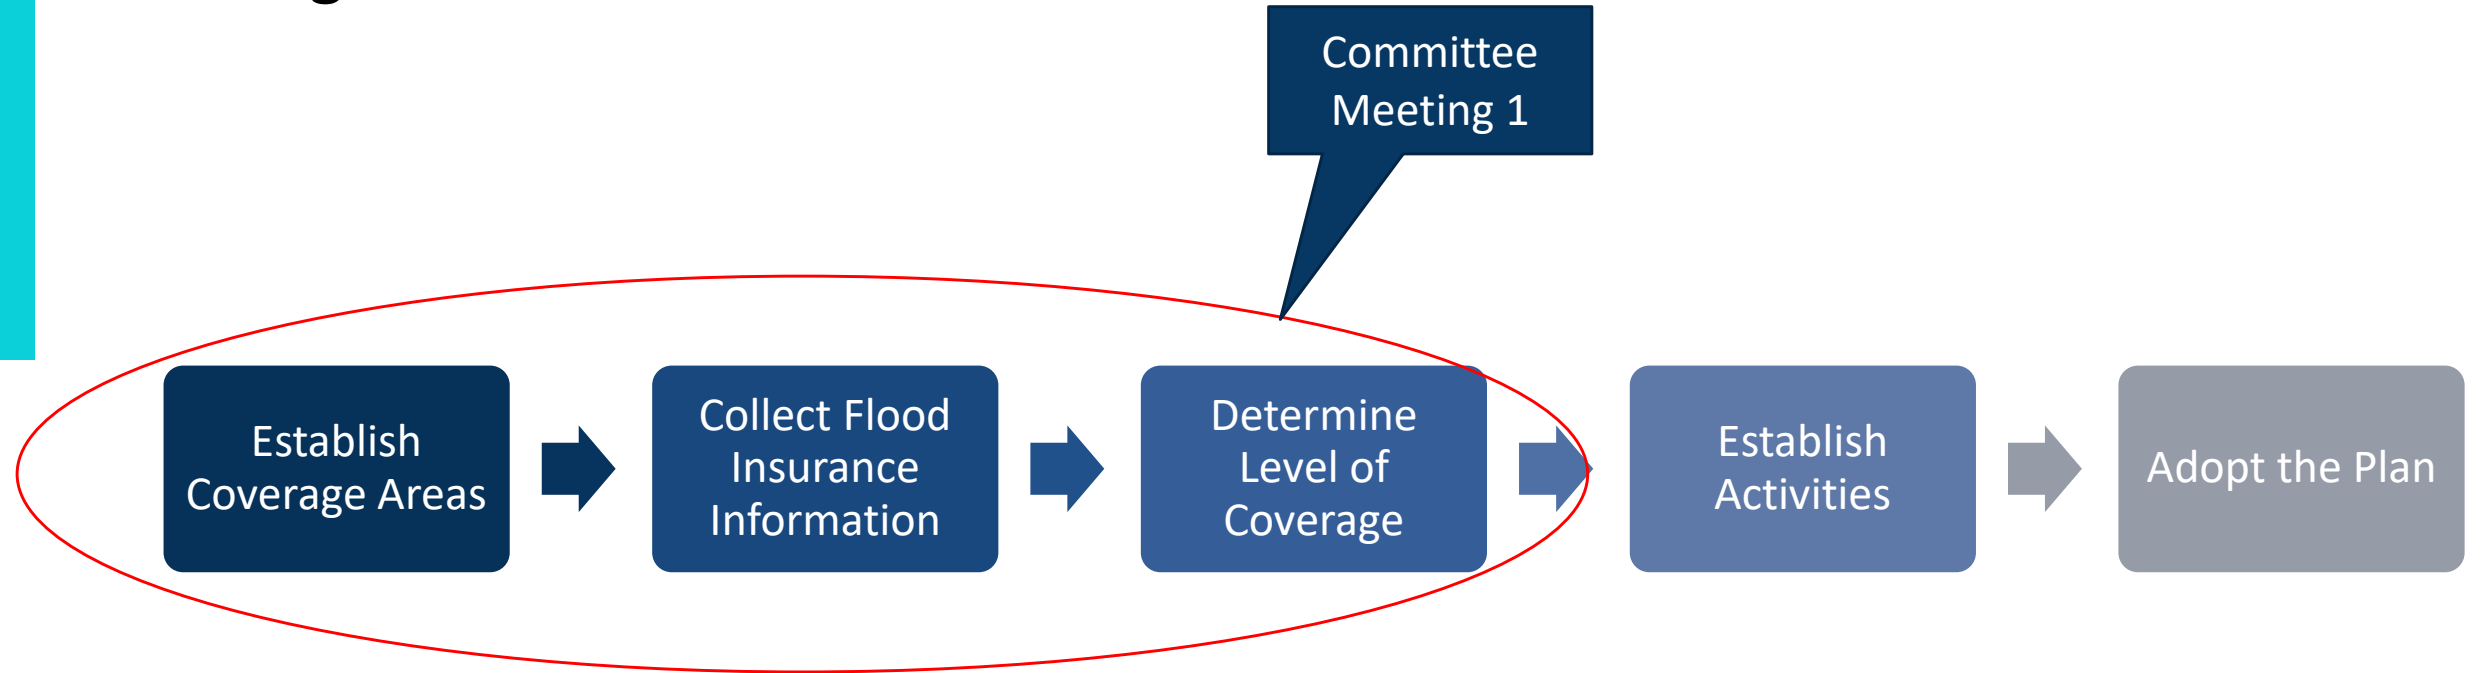 Committee
Meeting 1
Establish
Coverage Areas
Collect Flood
Insurance
Information
Determine
Level of
Coverage
Establish
Activities
Adopt the Plan